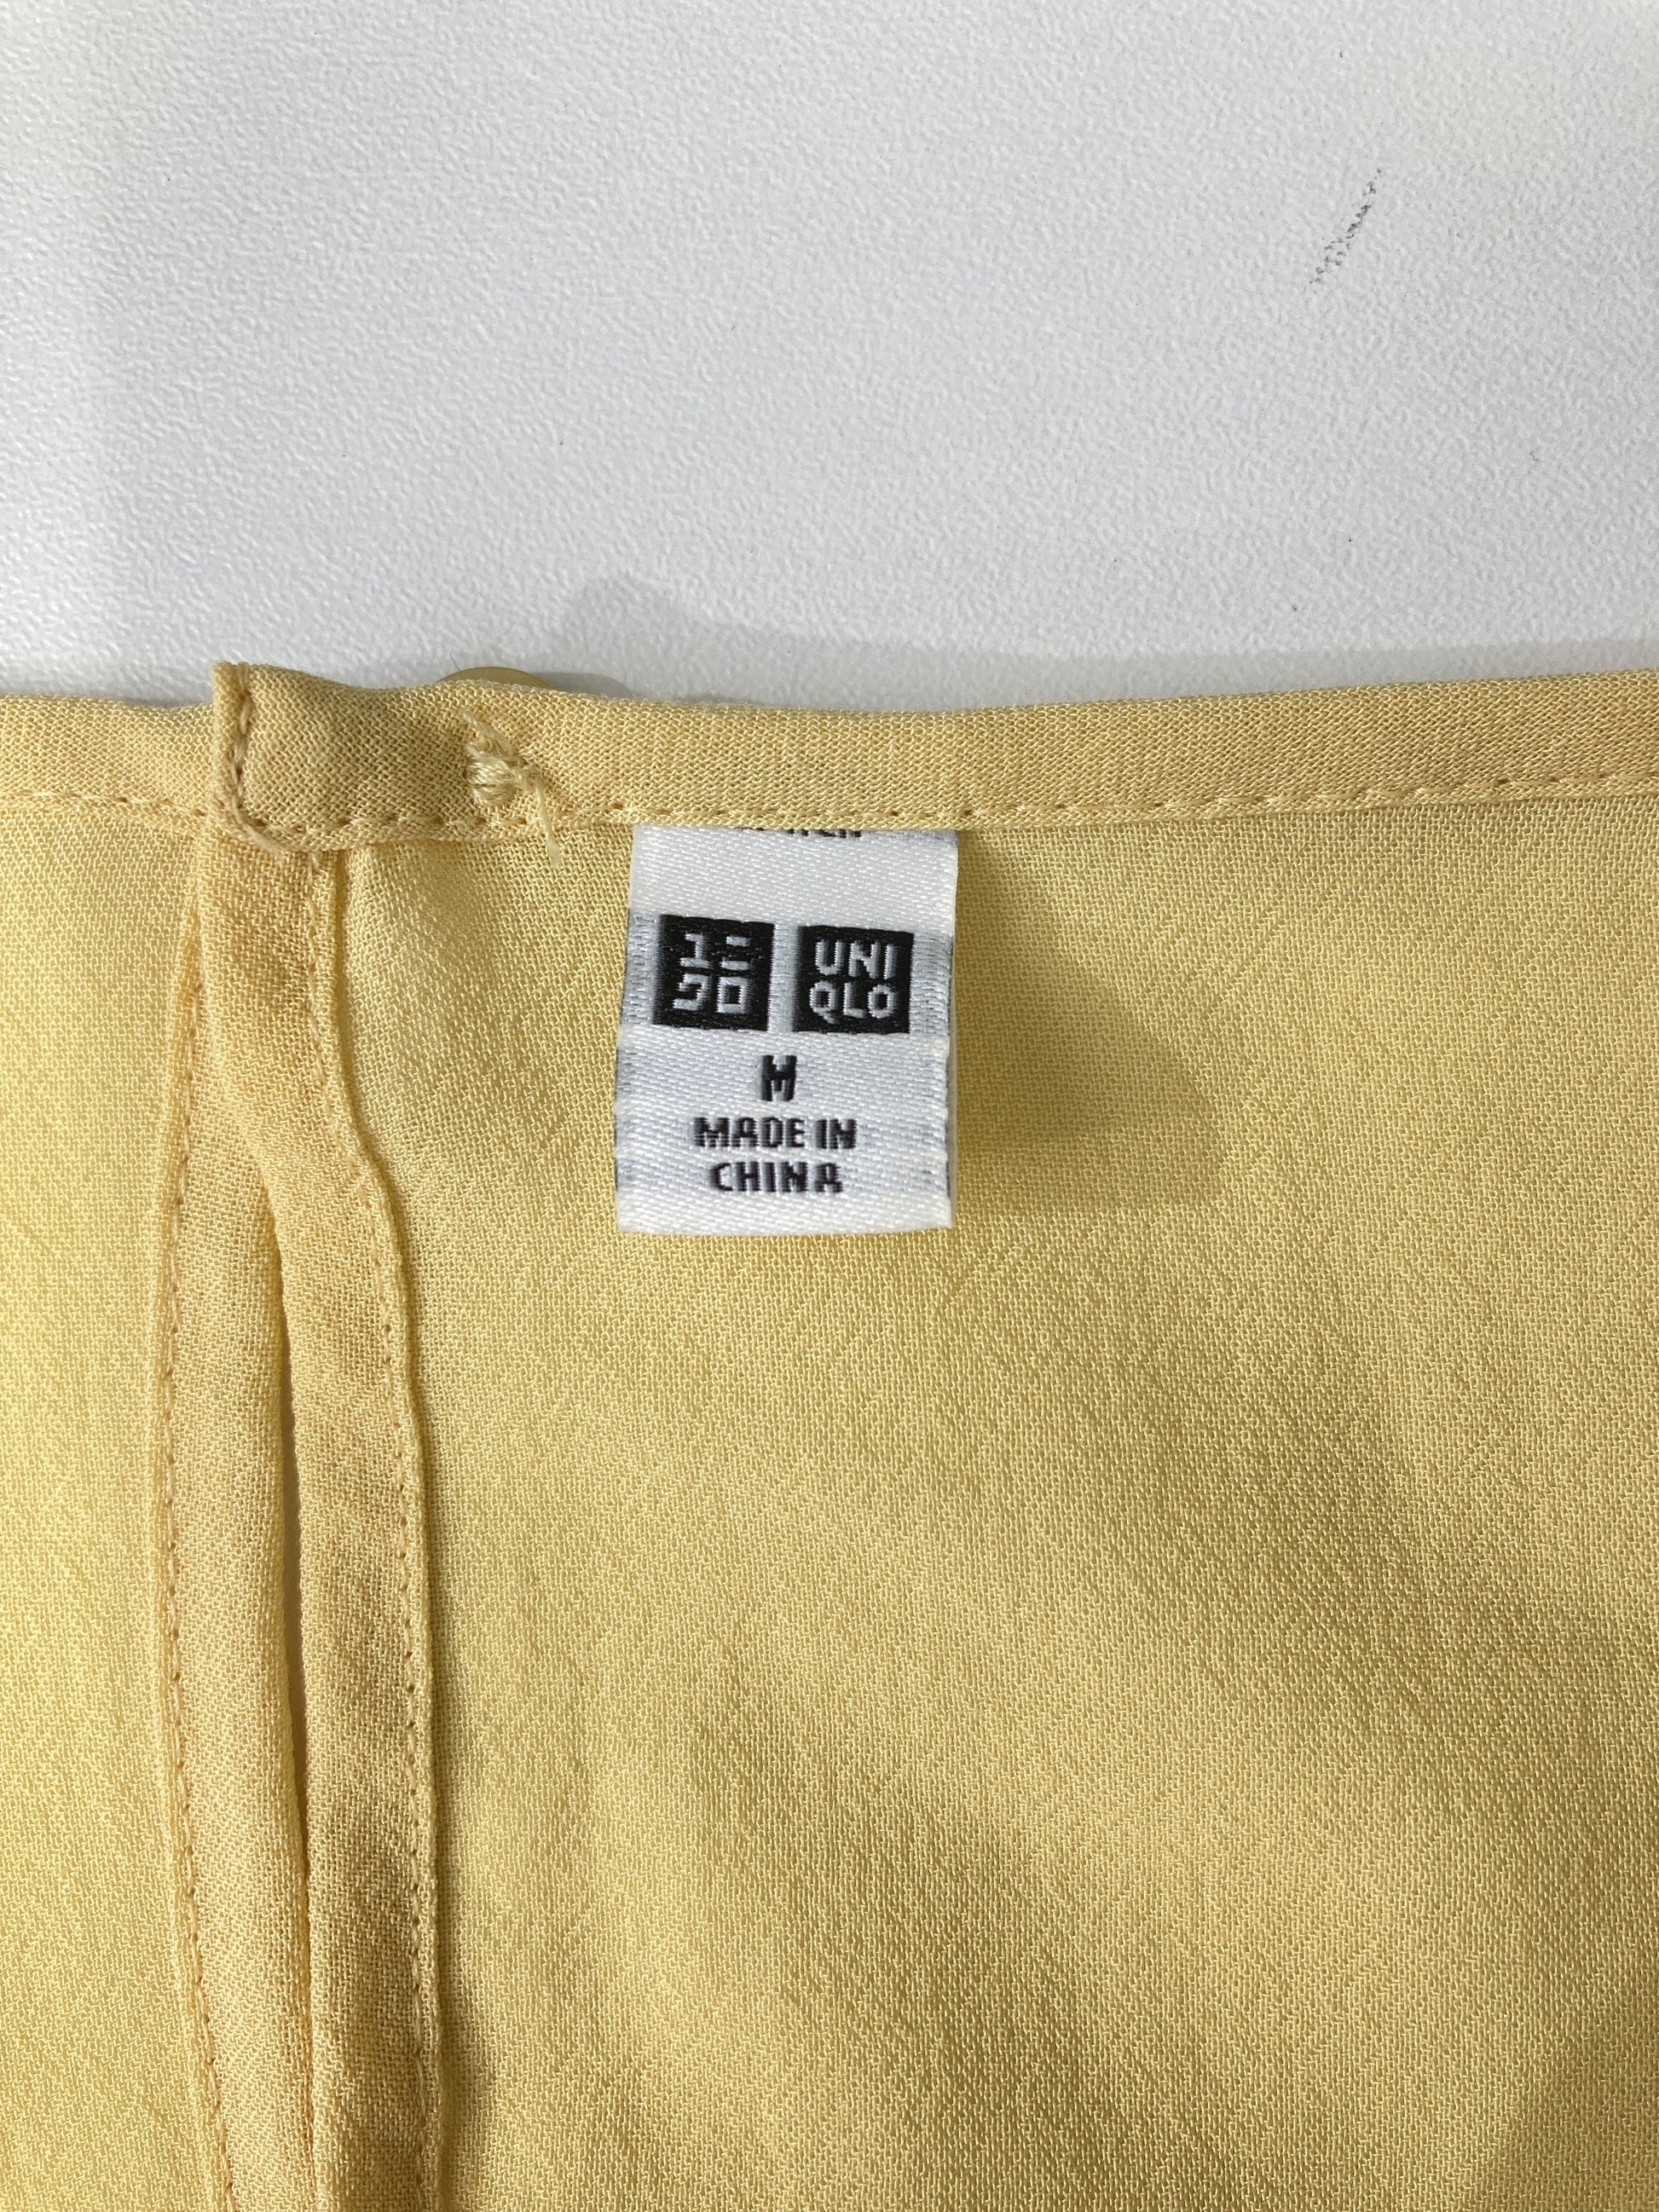 ユニ UNI
クロ QLO
M
MADE IN
CHINA